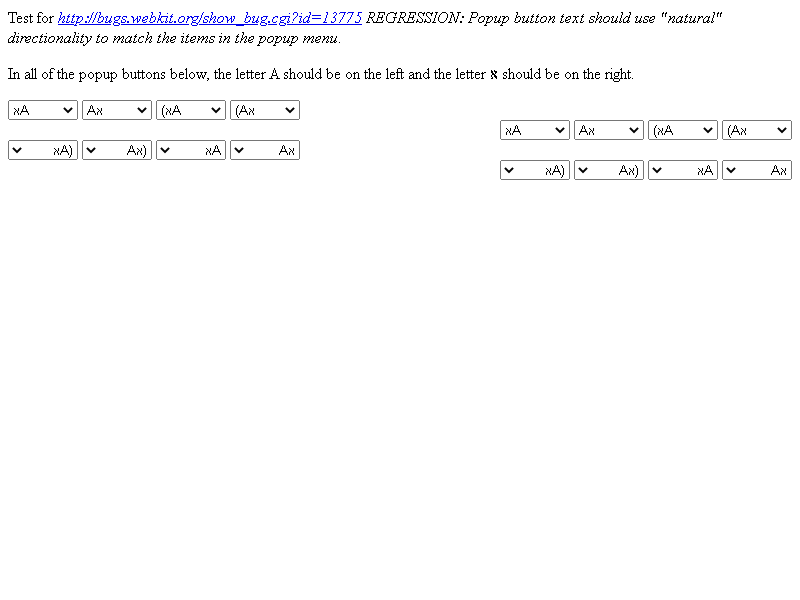 Test for http://bugs.webkit.org/show_bug.cgi?id=13775 REGRESSION: Popup button text should use "natural"
directionality to match the items in the popup menu.
In all of the popup buttons below, the letter A should be on the left and the letter א should be on the right.
אA Aא (אA (Aא
אA Aא (אA (Aא
אA) Aא) אA Aא
אA) Aא) אA Aא